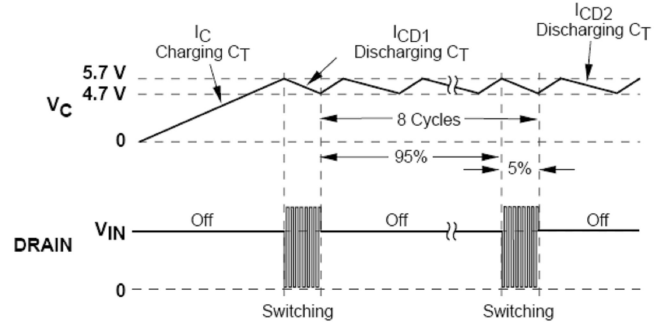 I_C
Charging C_T
I_CD1
Discharging C_T
I_CD2
Discharging C_T
5.7 V
4.7 V
V_C
0
8 Cycles
95%
5%
DRAIN
V_IN
Off
Off
Off
0
Switching
Switching